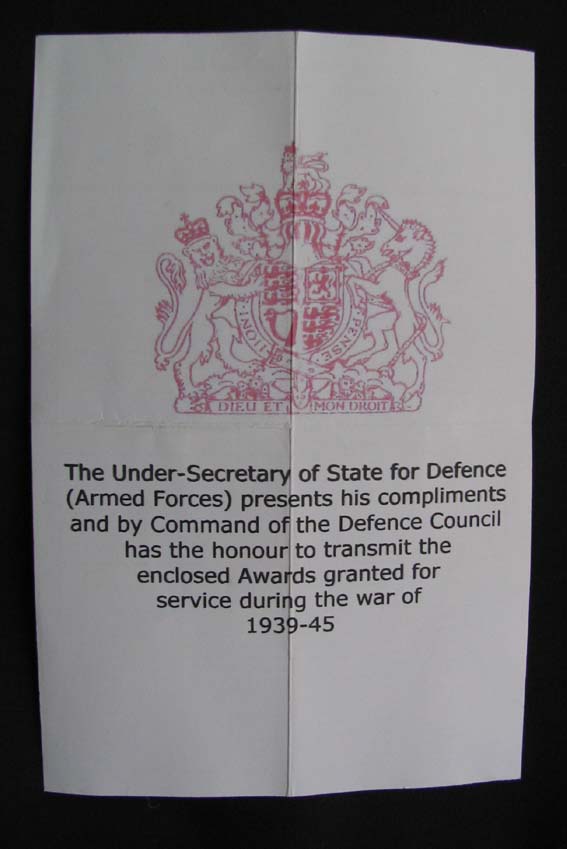 HONI
PENSE
DIEU ET MON DROIT
The Under-Secretary of State for Defence
(Armed Forces) presents his compliments
and by Command of the Defence Council
has the honour to transmit the
enclosed Awards granted for
service during the war of
1939-45